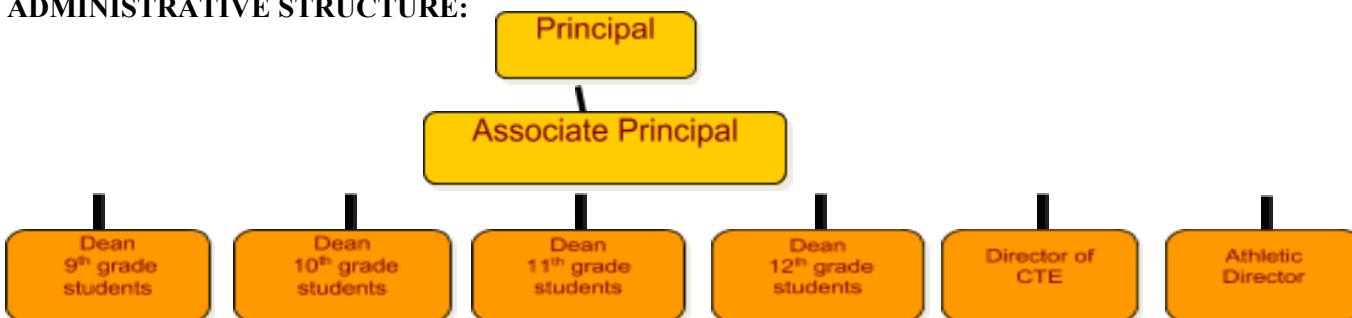 ADMINISTRATIVE STRUCTURE:
Principal
Associate Principal
Dean
9th grade
students
Dean
10th grade
students
Dean
11th grade
students
Dean
12th grade
students
Director of
CTE
Athletic
Director